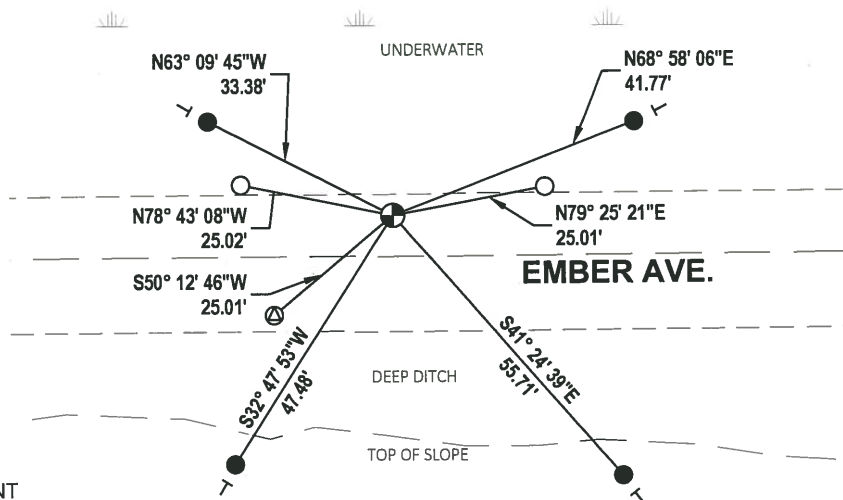 UNDERWATER
N63° 09' 45"W
33.38'
N68° 58' 06"E
41.77'
N78° 43' 08"W
25.02'
N79° 25' 21"E
25.01'
S50° 12' 46"W
25.01'
EMBER AVE.
S32° 47' 53"W
47.48'
S41° 24' 39"E
55.71'
DEEP DITCH
TOP OF SLOPE
NT